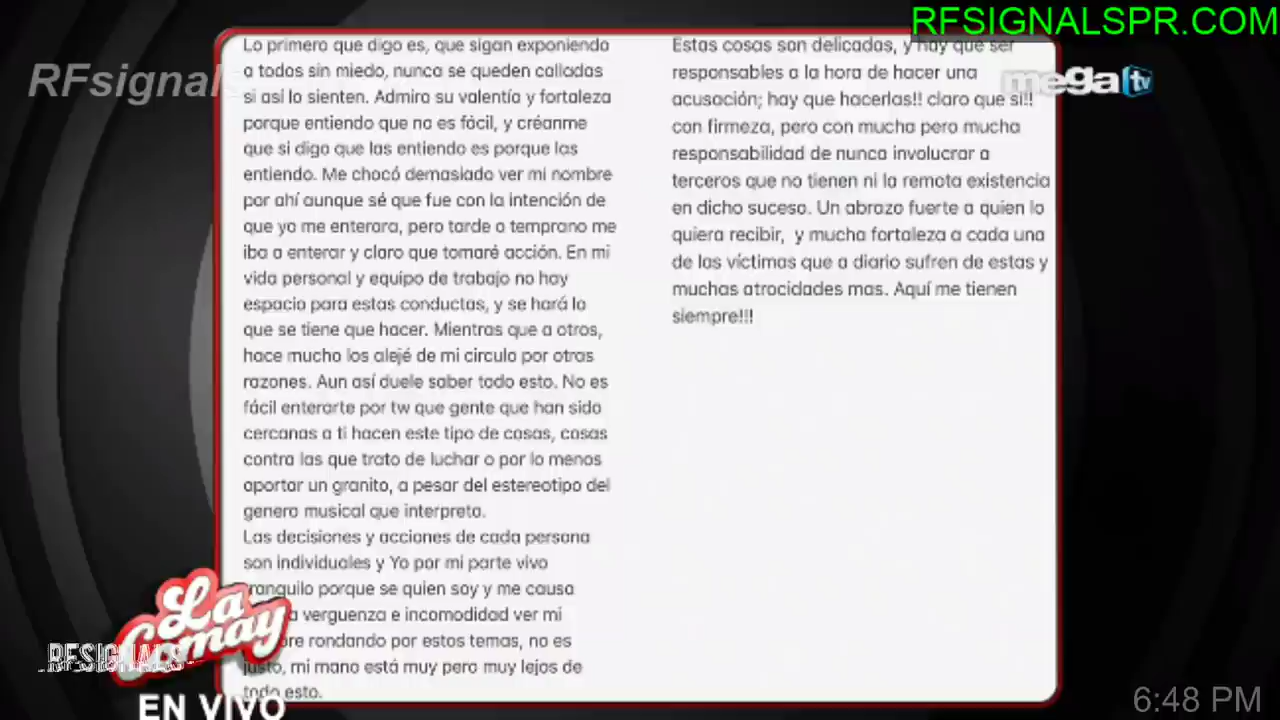 RFSIGNALSPR.COM
RFsignals
mega tv
Lo primero que digo es, que sigan exponiendo
a todos sin miedo, nunca se queden calladas
si así lo sienten. Admiro su valentía y fortaleza
porque entiendo que no es fácil, y créanme
que si digo que las entiendo es porque las
entiendo. Me chocó demasiado ver mi nombre
por ahí aunque sé que fue con la intención de
que yo me enterara, pero tarde o temprano me
iba a enterar y claro que tomaré acción. En mi
vida personal y equipo de trabajo no hay
espacio para estas conductas, y se hará lo
que se tiene que hacer. Mientras que a otros,
hace mucho los alejé de mi circulo por otras
razones. Aun así duele saber todo esto. No es
fácil enterarte por tw que gente que han sido
cercanas a ti hacen este tipo de cosas, cosas
contra las que trato de luchar o por lo menos
aportar un granito, a pesar del estereotipo del
genero musical que interpreto.
Las decisiones y acciones de cada persona
son individuales y Yo por mi parte vivo
tranquilo porque se quien soy y me causa
verguenza e incomodidad ver mi
rondando por estos temas, no es
justo, mi mano está muy pero muy lejos de
todo esto.
Estas cosas son delicadas, y hay que ser
responsables a la hora de hacer una
acusación; hay que hacerlas!! claro que si!!
con firmeza, pero con mucha pero mucha
responsabilidad de nunca involucrar a
terceros que no tienen ni la remota existencia
en dicho suceso. Un abrazo fuerte a quien lo
quiera recibir, y mucha fortaleza a cada una
de las víctimas que a diario sufren de estas y
muchas atrocidades mas. Aquí me tienen
siempre!!!
La
Comay
RFSIGNALS
EN VIVO
6:48 PM